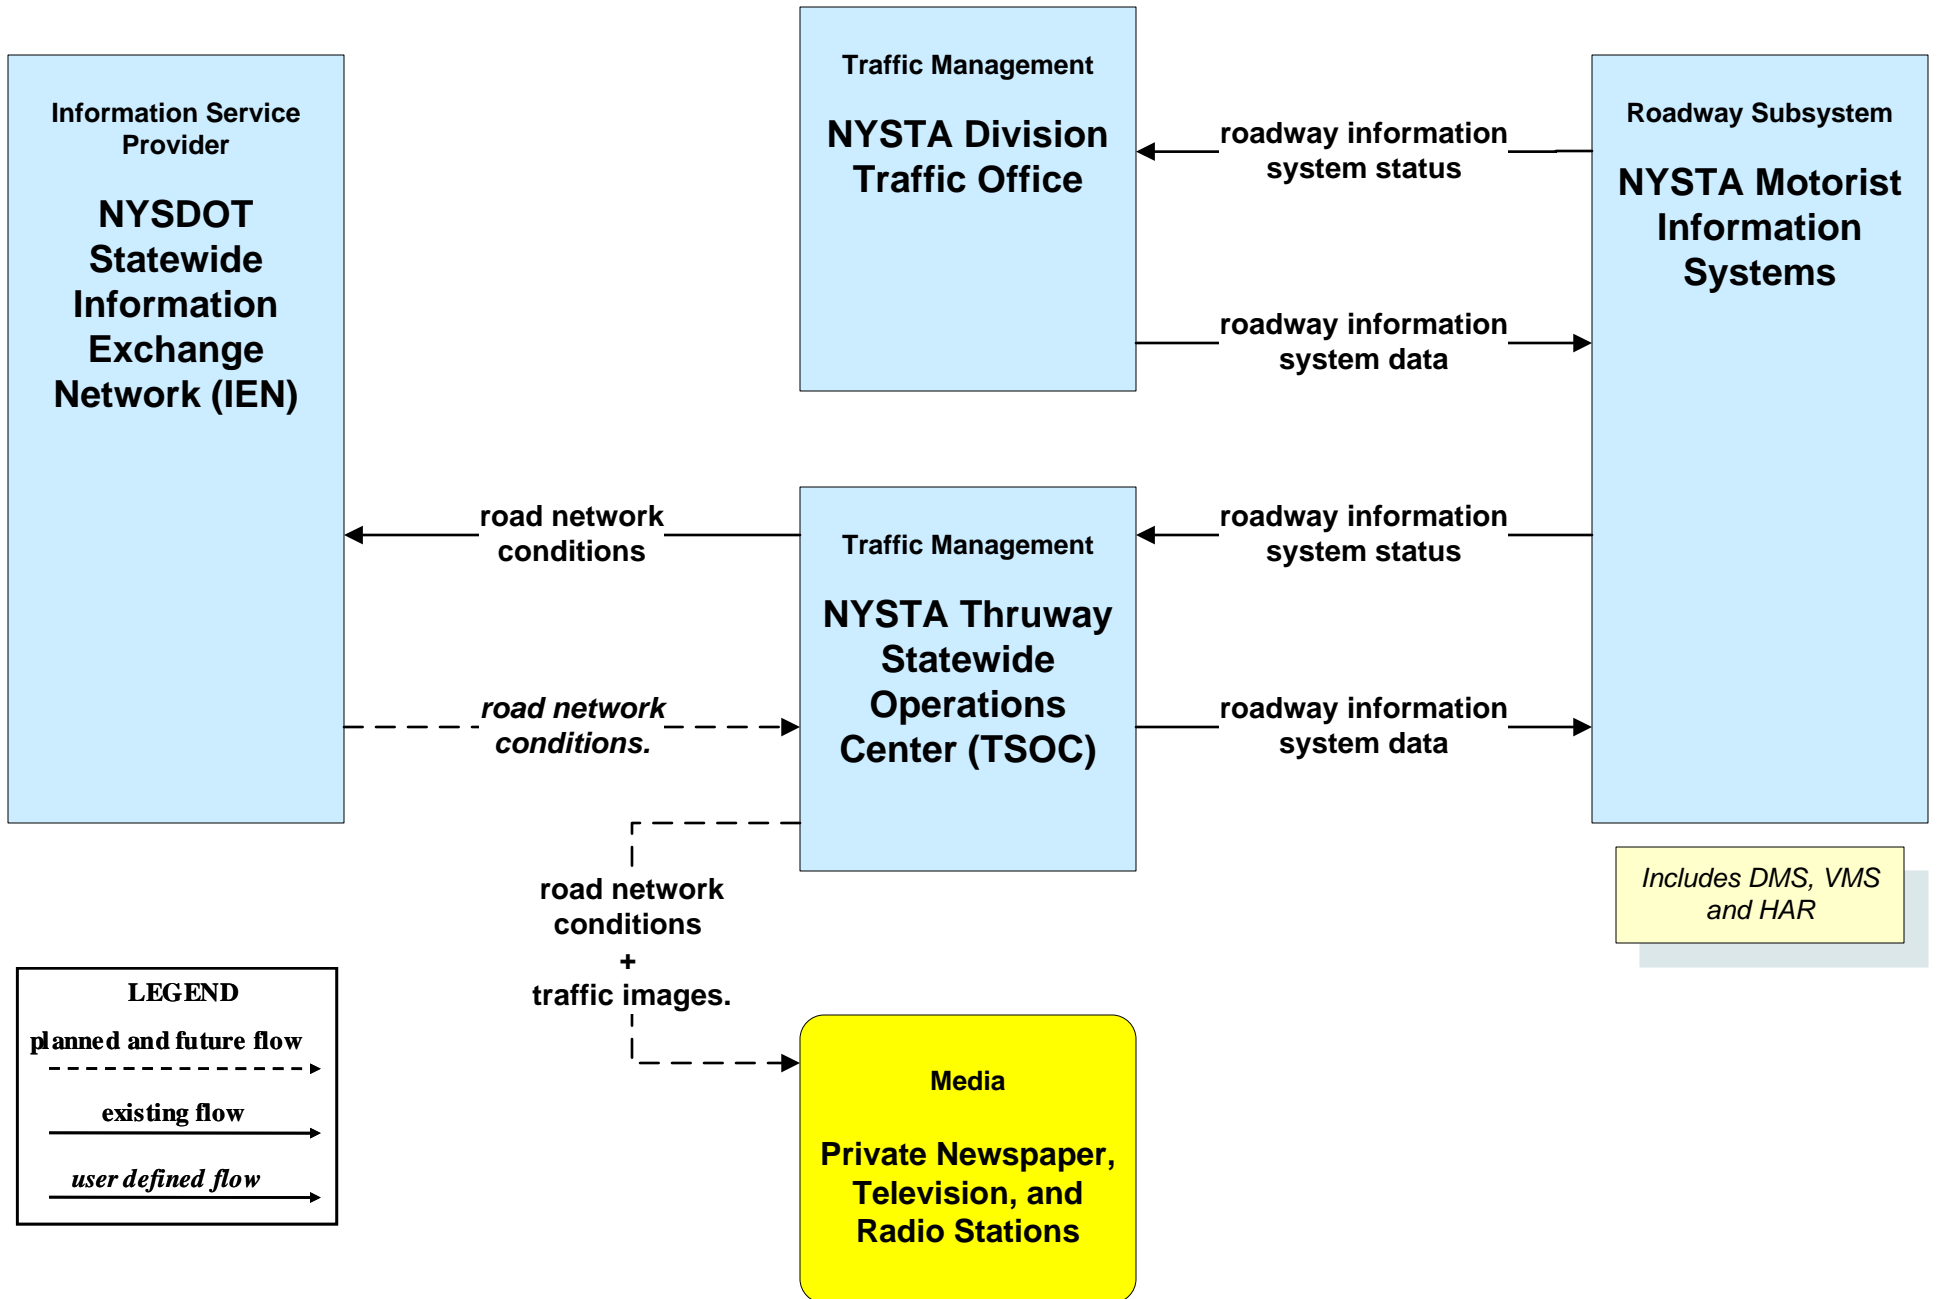 Information Service
Provider
NYSDOT
Statewide
Information
Exchange
Network (IEN)
Traffic Management
NYSTA Division
Traffic Office
roadway information
system status
roadway information
system data
Roadway Subsystem
NYSTA Motorist
Information
Systems
road network
conditions
road network
conditions.
Traffic Management
NYSTA Thruway
Statewide
Operations
Center (TSOC)
roadway information
system status
roadway information
system data
Includes DMS, VMS
and HAR
road network
conditions
+
traffic images.
Media
Private Newspaper,
Television, and
Radio Stations
LEGEND
planned and future flow
existing flow
user defined flow